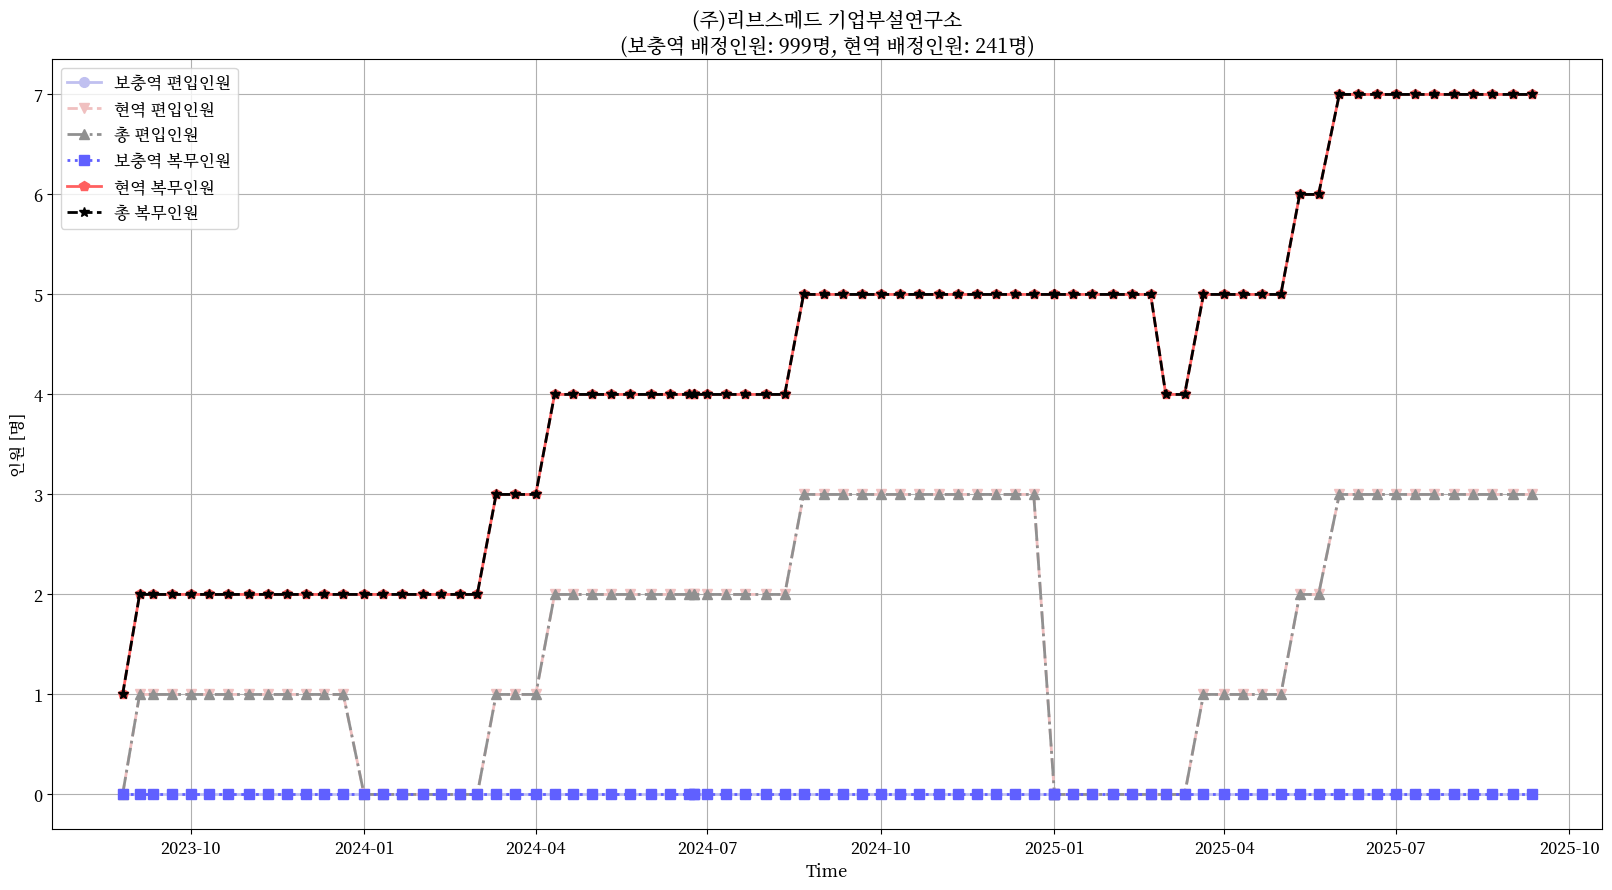 (주)리브스메드 기업부설연구소
(보충역 배정인원: 999명, 현역 배정인원: 241명)
보충역 편입인원
현역 편입인원
총 편입인원
보충역 복무인원
현역 복무인원
총 복무인원
7
6
5
4
3
2
1
0
인원 [명]
2023-10
2024-01
2024-04
2024-07
2024-10
2025-01
2025-04
2025-07
2025-10
Time